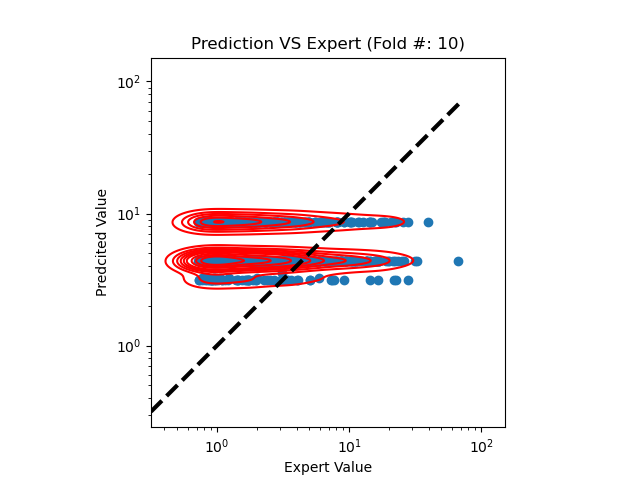 Prediction VS Expert (Fold #: 10)
10²
10¹
10⁰
Predcited Value
10⁰ 10¹ 10²
Expert Value